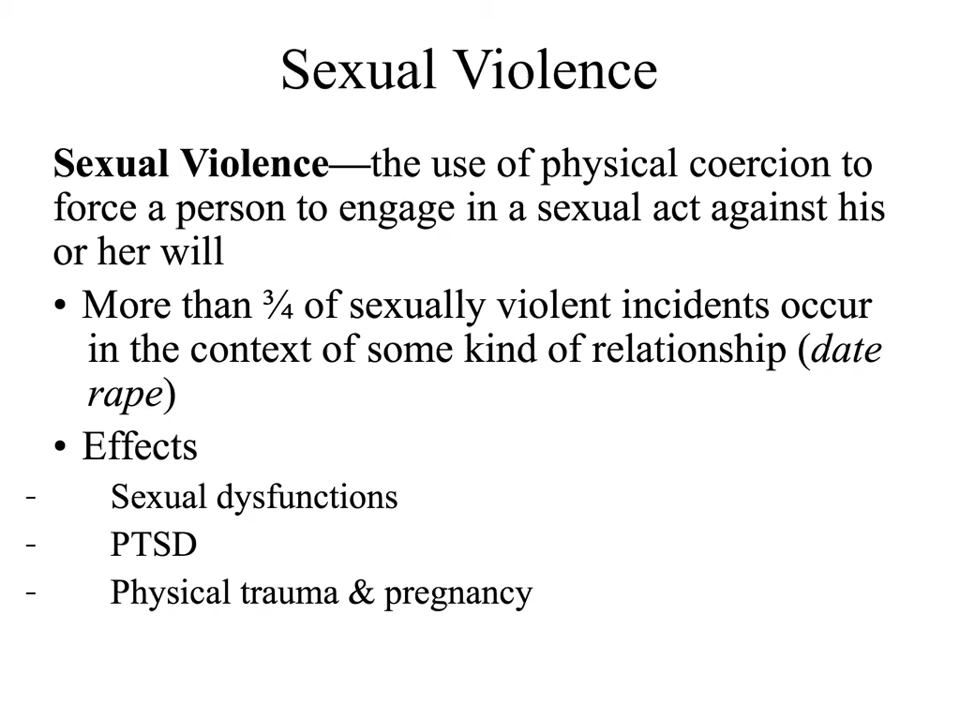 Sexual Violence
Sexual Violence—the use of physical coercion to
force a person to engage in a sexual act against his
or her will
• More than ¾ of sexually violent incidents occur
in the context of some kind of relationship (date
rape)
• Effects
- Sexual dysfunctions
- PTSD
- Physical trauma & pregnancy